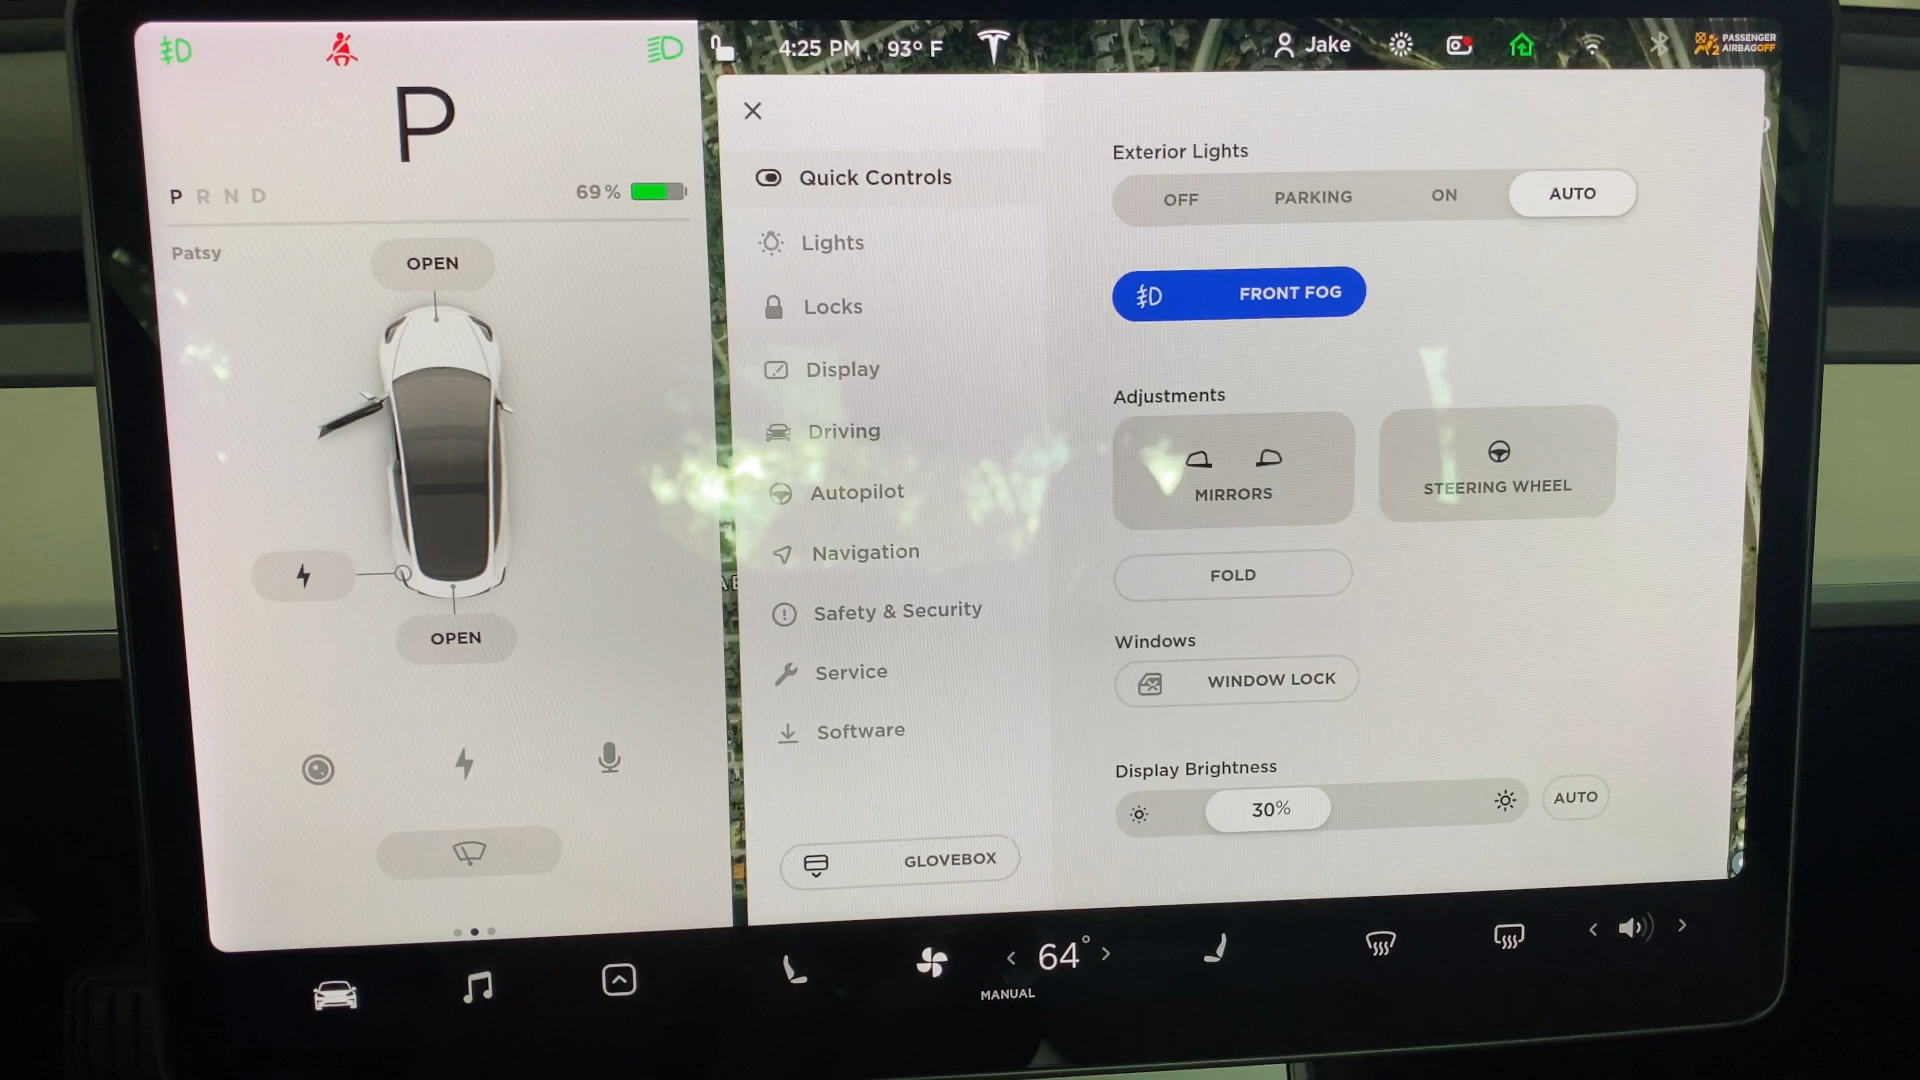 4:25 PM 93° F
Jake
PASSENGER
AIRBAG OFF
P
P R N D
69%
Patsy
OPEN
OPEN
Quick Controls
Lights
Locks
Display
Driving
Autopilot
Navigation
Safety & Security
Service
Software
GLOVEBOX
Exterior Lights
OFF PARKING ON AUTO
FRONT FOG
Adjustments
MIRRORS STEERING WHEEL
FOLD
Windows
WINDOW LOCK
Display Brightness
30% AUTO
< 64° >
MANUAL